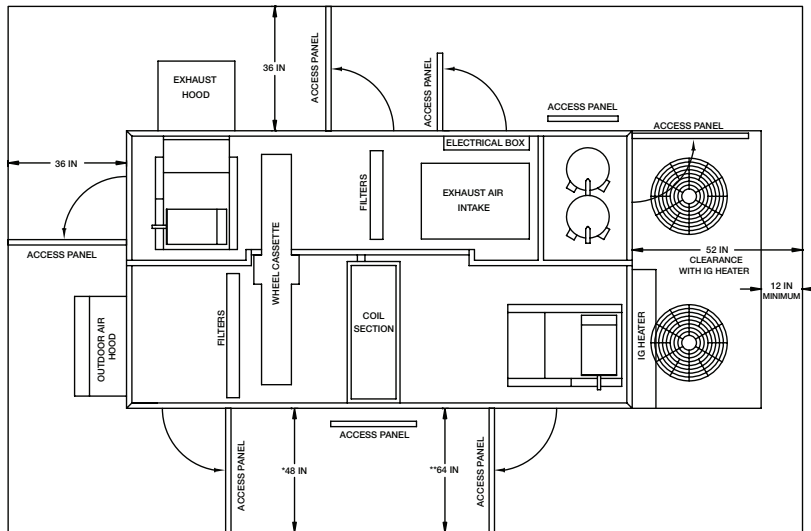 36 IN
ACCESS PANEL
ACCESS PANEL
EXHAUST
HOOD
ACCESS PANEL
ACCESS PANEL
ELECTRICAL BOX
36 IN
FILTERS
EXHAUST AIR
INTAKE
ACCESS PANEL
WHEEL CASSETTE
52 IN
CLEARANCE
WITH IG HEATER
12 IN
MINIMUM
OUTDOOR AIR
HOOD
FILTERS
COIL
SECTION
IG HEATER
ACCESS PANEL
ACCESS PANEL
*48 IN
**64 IN
ACCESS PANEL